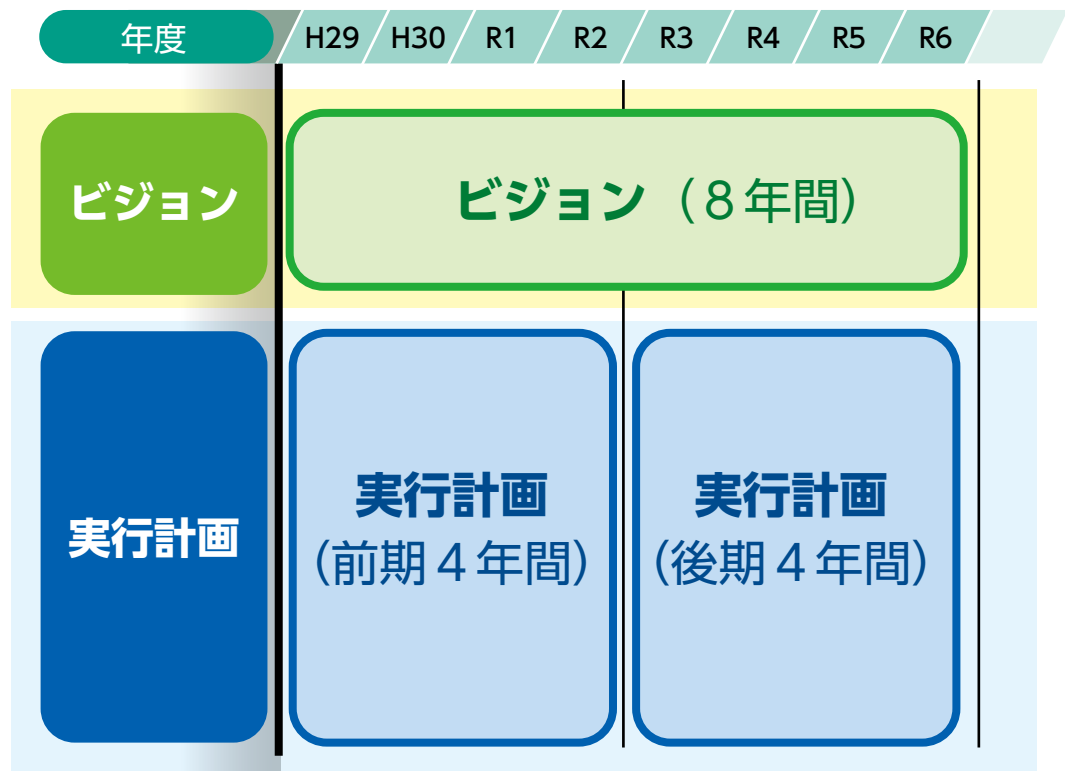 年度 H29 H30 R1 R2 R3 R4 R5 R6
ビジョン
ビジョン（８年間）
実行計画
実行計画
（前期４年間）
実行計画
（後期４年間）